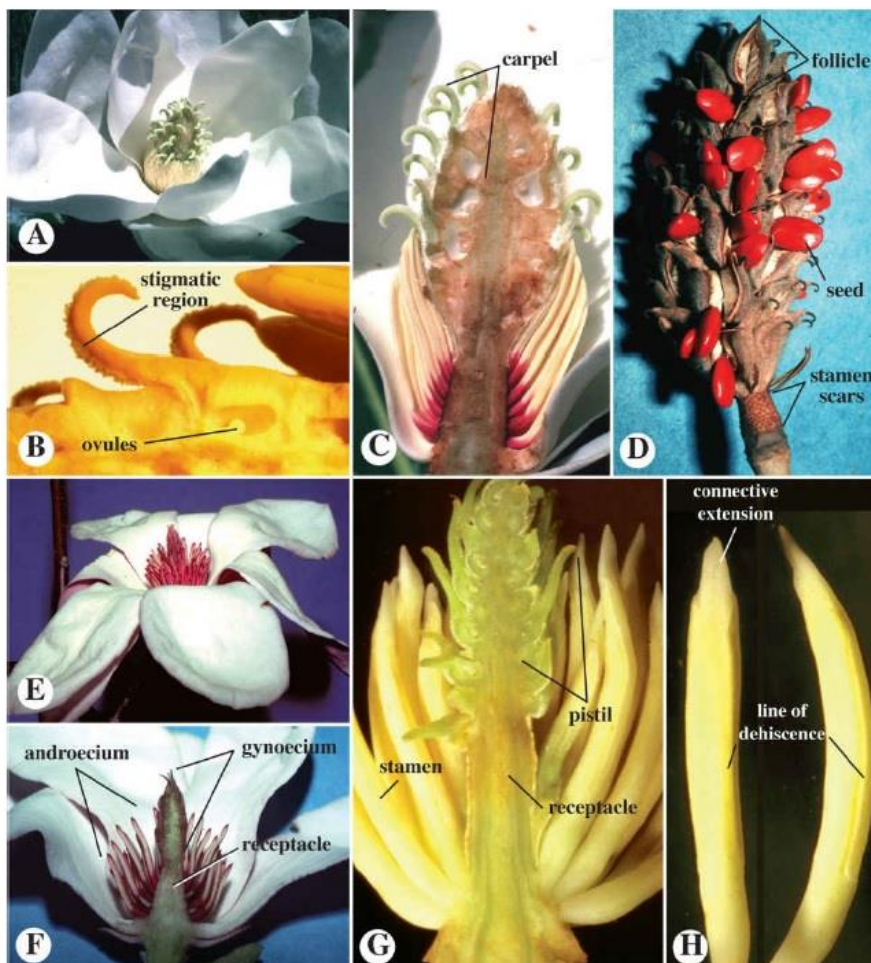 A
stigmatic
region
ovules
B
carpel
C
follicle
seed
stamen
scars
D
E
androecium
gynoecium
receptacle
F
stamen
pistil
receptacle
G
connective
extension
line of
dehiscence
H